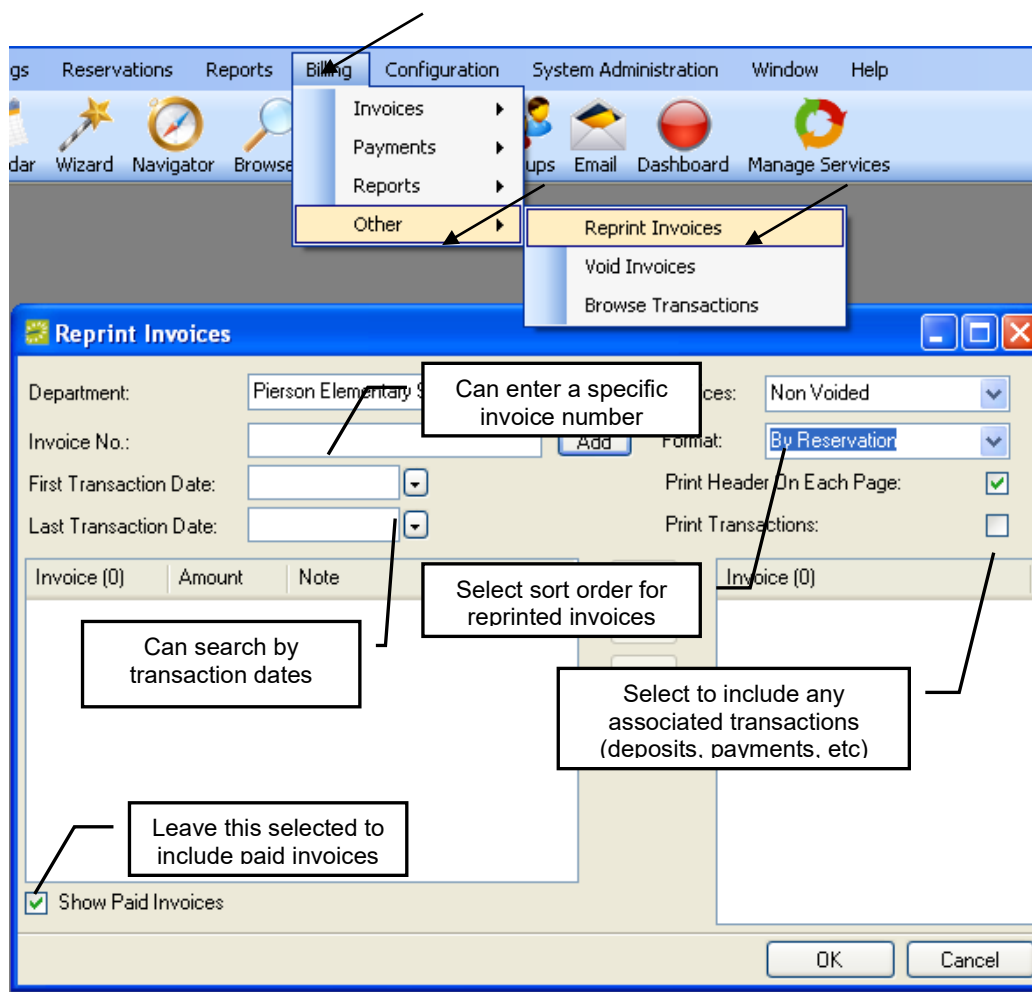 gs Reservations Reports Billing Configuration System Administration Window Help
dar Wizard Navigator Browse ups Email Dashboard Manage Services
Invoices
Payments
Reports
Other
Reprint Invoices
Void Invoices
Browse Transactions
Reprint Invoices
Department: Pierson Elementary S ces: Non Voided
Can enter a specific
invoice number
Invoice No.: Add Format: By Reservation
First Transaction Date: Print Header On Each Page:
Last Transaction Date: Print Transactions:
Invoice (0) Amount Note Invoice (0)
Select sort order for
reprinted invoices
Can search by
transaction dates
Select to include any
associated transactions
(deposits, payments, etc)
Leave this selected to
include paid invoices
Show Paid Invoices
OK Cancel